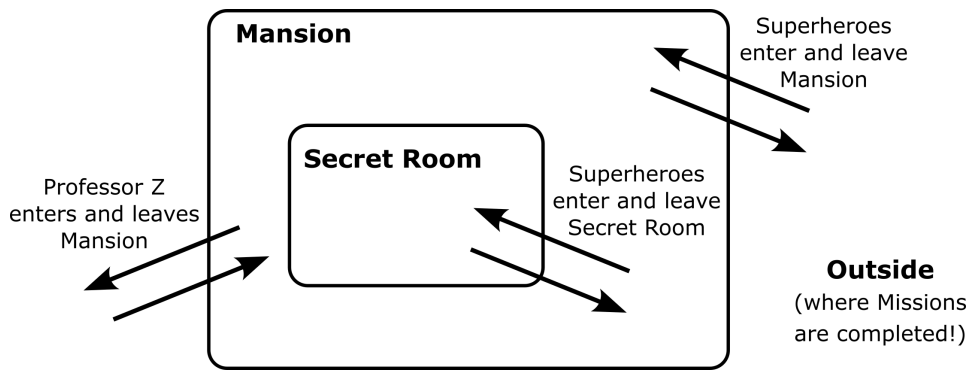 Mansion
Superheroes
enter and leave
Mansion
Secret Room
Superheroes
enter and leave
Secret Room
Professor Z
enters and leaves
Mansion
Outside
(where Missions
are completed!)